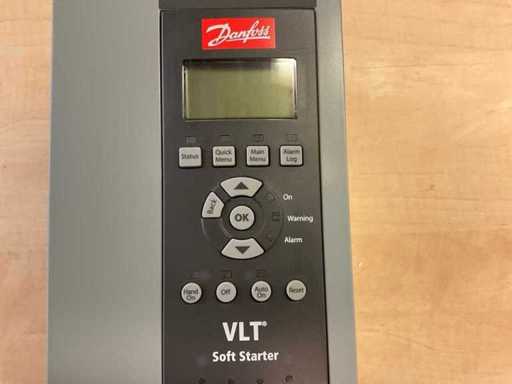 Danfoss
Status
Quick
Menu
Main
Menu
Alarm
Log
Back
OK
On
Warning
Alarm
Hand
On
Off
Auto
On
Reset
VLT®
Soft Starter